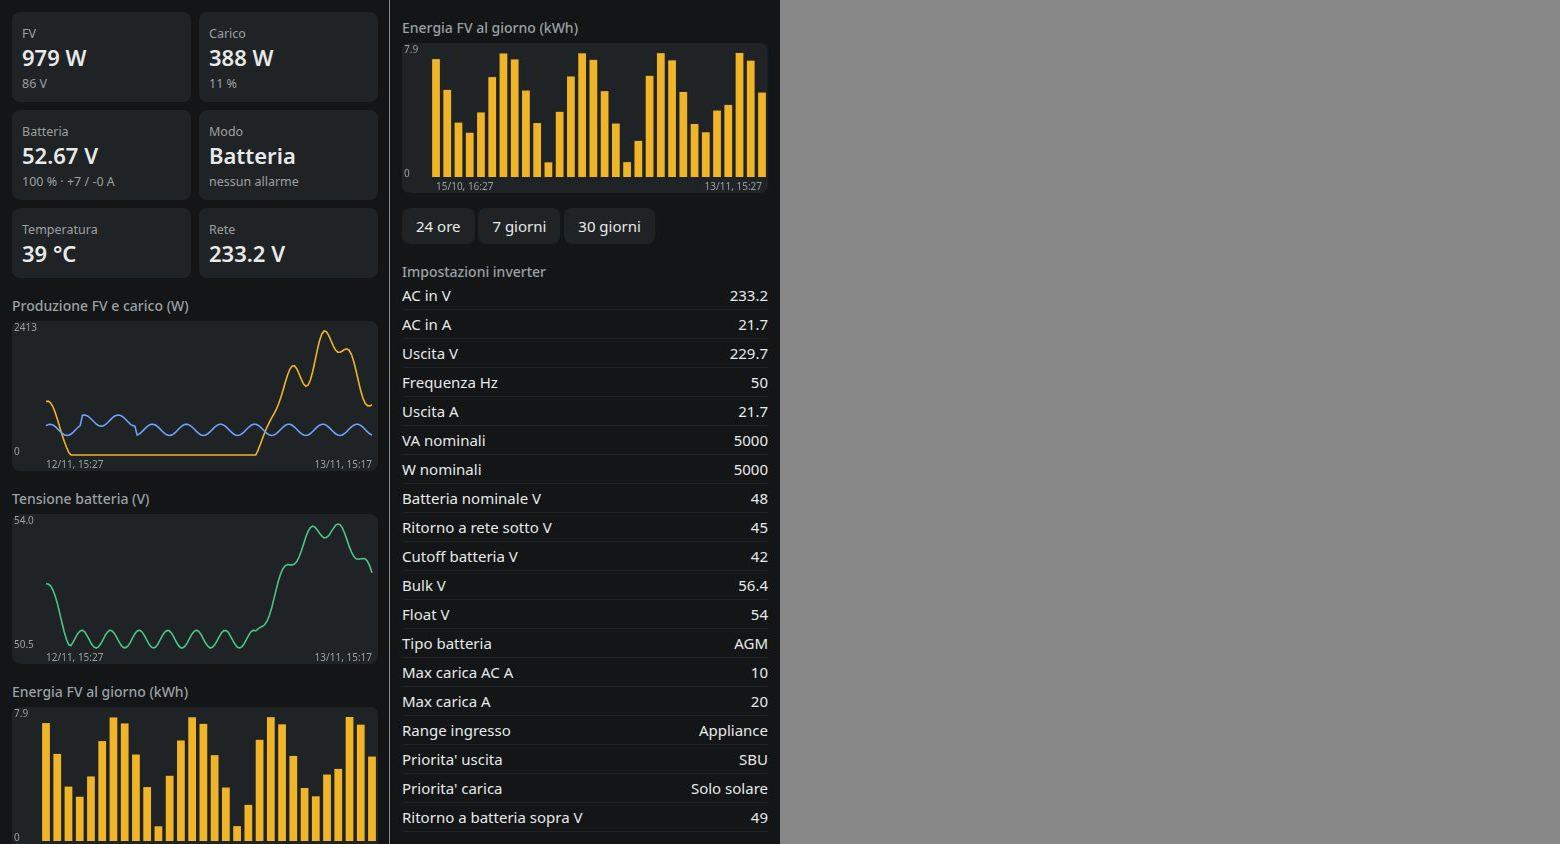 FV
979 W
86 V
Carico
388 W
11 %
Batteria
52.67 V
100 % · +7 / -0 A
Modo
Batteria
nessun allarme
Temperatura
39 °C
Rete
233.2 V
Produzione FV e carico (W)
2413
0
12/11, 15:27 13/11, 15:17
Tensione batteria (V)
54.0
50.5
12/11, 15:27 13/11, 15:17
Energia FV al giorno (kWh)
7.9
0
Energia FV al giorno (kWh)
7.9
0
15/10, 16:27 13/11, 15:27
24 ore 7 giorni 30 giorni
Impostazioni inverter
AC in V 233.2
AC in A 21.7
Uscita V 229.7
Frequenza Hz 50
Uscita A 21.7
VA nominali 5000
W nominali 5000
Batteria nominale V 48
Ritorno a rete sotto V 45
Cutoff batteria V 42
Bulk V 56.4
Float V 54
Tipo batteria AGM
Max carica AC A 10
Max carica A 20
Range ingresso Appliance
Priorita' uscita SBU
Priorita' carica Solo solare
Ritorno a batteria sopra V 49